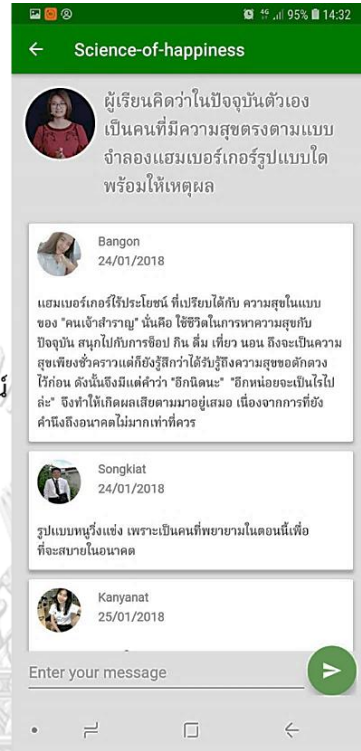 95% 14:32
Science-of-happiness
ผู้เรียนคิดว่าในปัจจุบันตัวเอง
เป็นคนที่มีความสุขตรงตามแบบ
จำลองแฮมเบอร์เกอร์รูปแบบใด
พร้อมให้เหตุผล
Bangon
24/01/2018
แฮมเบอร์เกอร์ไร้ประโยชน์ ที่เปรียบได้กับ ความสุขในแบบ
ของ "คนเจ้าสำราญ" นั่นคือ ใช้ชีวิตในการหาความสุขกับ
ปัจจุบัน สนุกไปกับการช็อป กิน ดื่ม เที่ยว นอน ถึงจะเป็นความ
สุขเพียงชั่วคราวแต่ก็ยังรู้สึกว่าได้รับรู้ถึงความสุขขอตักตวง
ไว้ก่อน ดังนั้นจึงมีแต่คำว่า "อีกนิดนะ" "อีกหน่อยจะเป็นไรไป
ล่ะ" จึงทำให้เกิดผลเสียตามมาอยู่เสมอ เนื่องจากการที่ยัง
คำนึงถึงอนาคตไม่มากเท่าที่ควร
Songkiat
24/01/2018
รูปแบบหนูวิ่งแข่ง เพราะเป็นคนที่พยายามในตอนนี้เพื่อ
ที่จะสบายในอนาคต
Kanyanat
25/01/2018
Enter your message